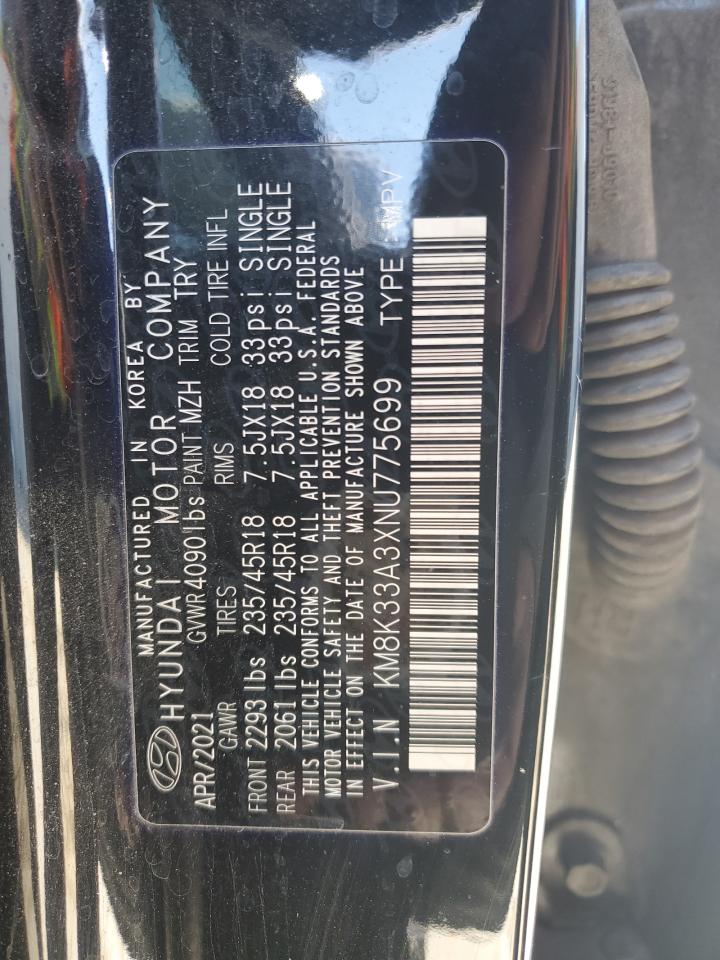 MANUFACTURED IN KOREA BY
HYUNDAI MOTOR COMPANY
APR/2021 GVWR 4090 lbs PAINT MZH TRIM TRY
GAWR TIRES RIMS COLD TIRE INFL
FRONT 2293 lbs 235/45R18 7.5JX18 33psi SINGLE
REAR 2061 lbs 235/45R18 7.5JX18 33psi SINGLE
THIS VEHICLE CONFORMS TO ALL APPLICABLE U.S.A. FEDERAL
MOTOR VEHICLE SAFETY AND THEFT PREVENTION STANDARDS
IN EFFECT ON THE DATE OF MANUFACTURE SHOWN ABOVE
V.I.N KM8K33A3XNU775699 TYPE : MPV